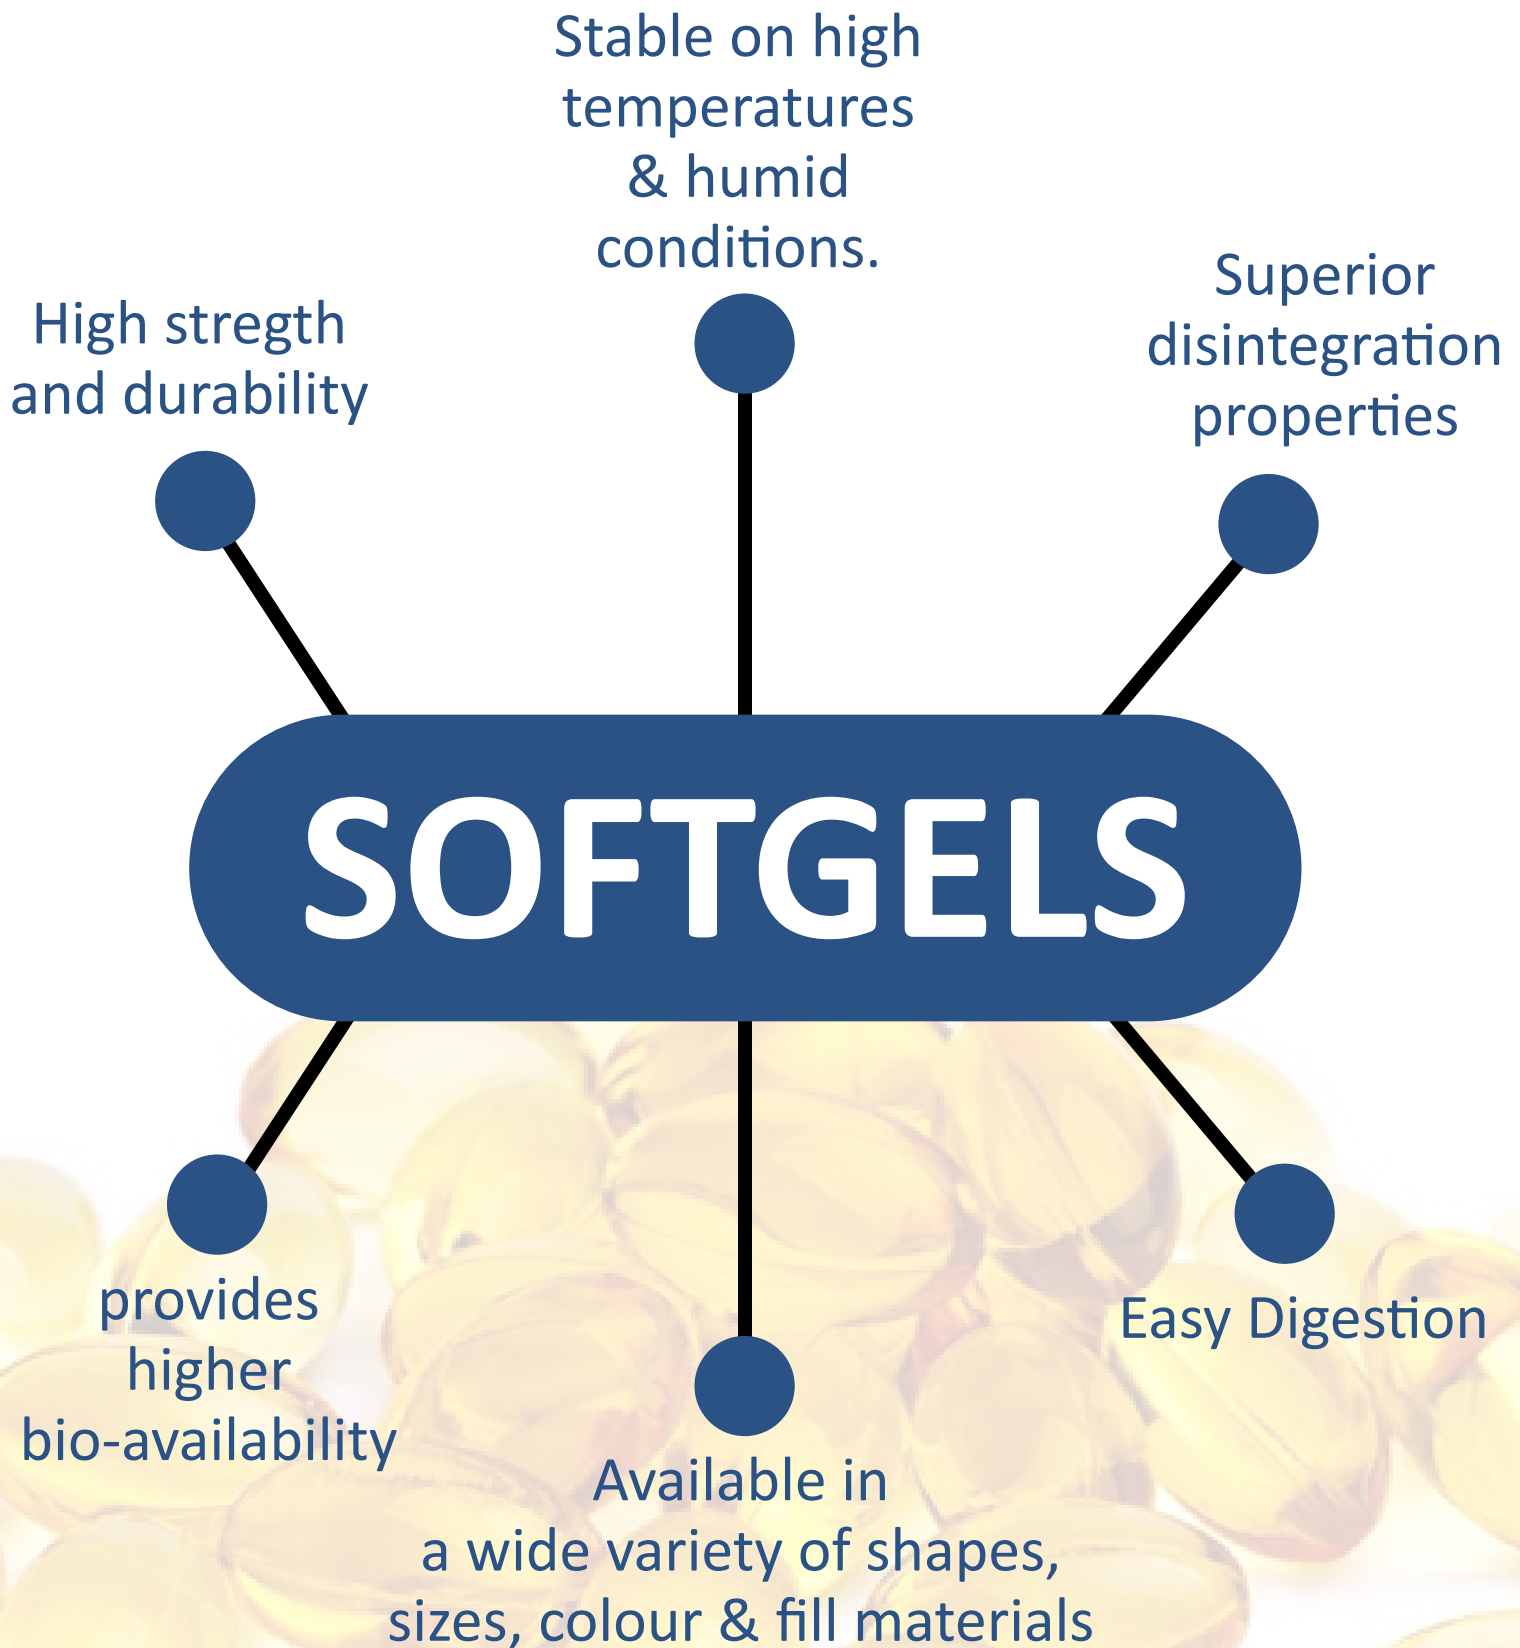 Stable on high
temperatures
& humid
conditions.
High stregth
and durability
Superior
disintegration
properties
SOFTGELS
provides
higher
bio-availability
Available in
a wide variety of shapes,
sizes, colour & fill materials
Easy Digestion